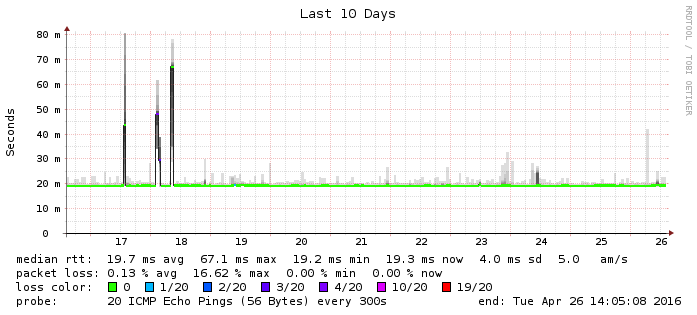 Last 10 Days
RRDTOOL / TOBI OETIKER
Seconds
80 m
70 m
60 m
50 m
40 m
30 m
20 m
10 m
0
17 18 19 20 21 22 23 24 25 26
median rtt: 19.7 ms avg 67.1 ms max 19.2 ms min 19.3 ms now 4.0 ms sd 5.0 am/s
packet loss: 0.13 % avg 16.62 % max 0.00 % min 0.00 % now
loss color: 0 1/20 2/20 3/20 4/20 10/20 19/20
probe: 20 ICMP Echo Pings (56 Bytes) every 300s end: Tue Apr 26 14:05:08 2016